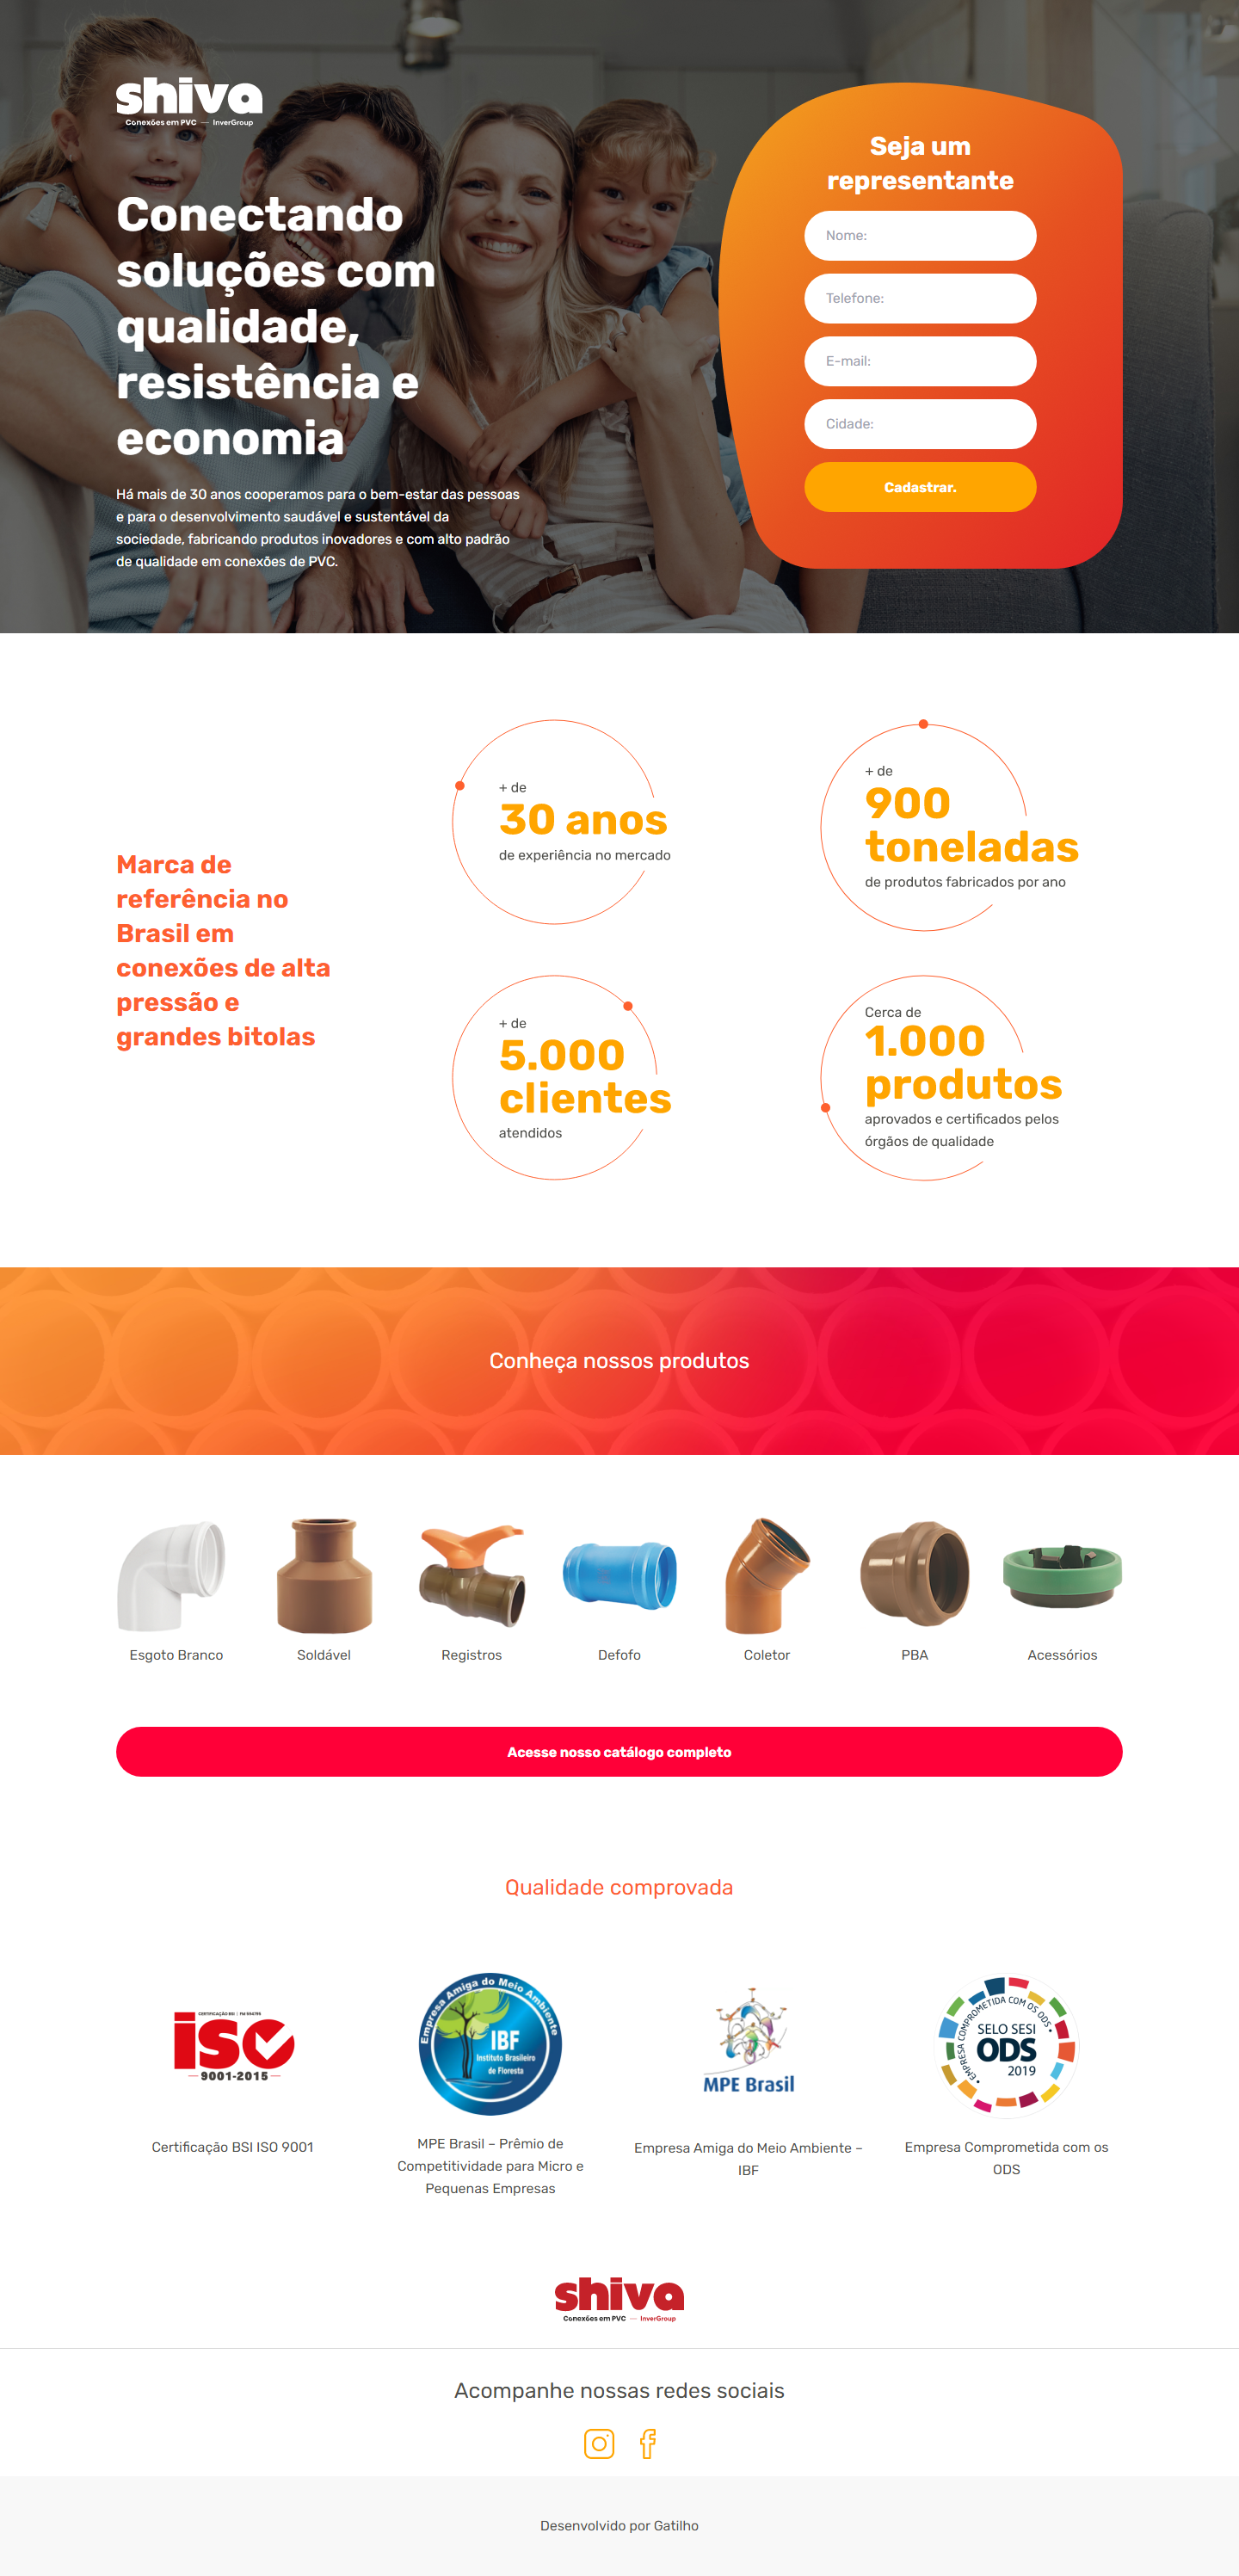 shiva
Conexões em PVC — InverGroup
Conectando
soluções com
qualidade,
resistência e
economia
Há mais de 30 anos cooperamos para o bem-estar das pessoas
e para o desenvolvimento saudável e sustentável da
sociedade, fabricando produtos inovadores e com alto padrão
de qualidade em conexões de PVC.
Seja um
representante
Nome:
Telefone:
E-mail:
Cidade:
Cadastrar.
Marca de
referência no
Brasil em
conexões de alta
pressão e
grandes bitolas
+ de
30 anos
de experiência no mercado
+ de
900
toneladas
de produtos fabricados por ano
+ de
5.000
clientes
atendidos
Cerca de
1.000
produtos
aprovados e certificados pelos
órgãos de qualidade
Conheça nossos produtos
Esgoto Branco
Soldável
Registros
Defofo
Coletor
PBA
Acessórios
Acesse nosso catálogo completo
Qualidade comprovada
iso
9001-2015
Certificação BSI ISO 9001
Empresa Amiga do Meio Ambiente
IBF
Instituto Brasileiro
de Floresta
MPE Brasil – Prêmio de
Competitividade para Micro e
Pequenas Empresas
MPE Brasil
Empresa Amiga do Meio Ambiente –
IBF
EMPRESA COMPROMETIDA COM OS ODS
SELO SESI
ODS
2019
Empresa Comprometida com os
ODS
shiva
Conexões em PVC — InverGroup
Acompanhe nossas redes sociais
Desenvolvido por Gatilho